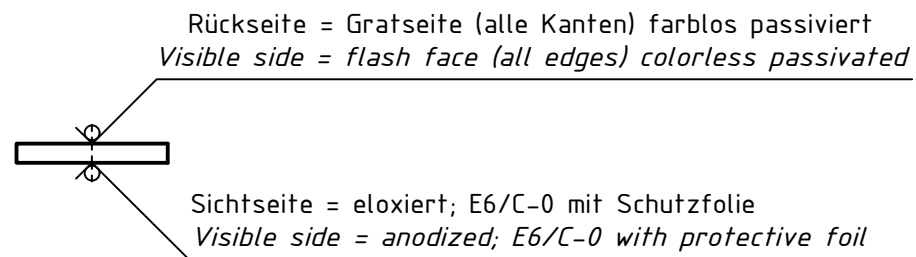 Rückseite = Gratseite (alle Kanten) farblos passiviert
Visible side = flash face (all edges) colorless passivated
Sichtseite = eloxiert; E6/C-0 mit Schutzfolie
Visible side = anodized; E6/C-0 with protective foil